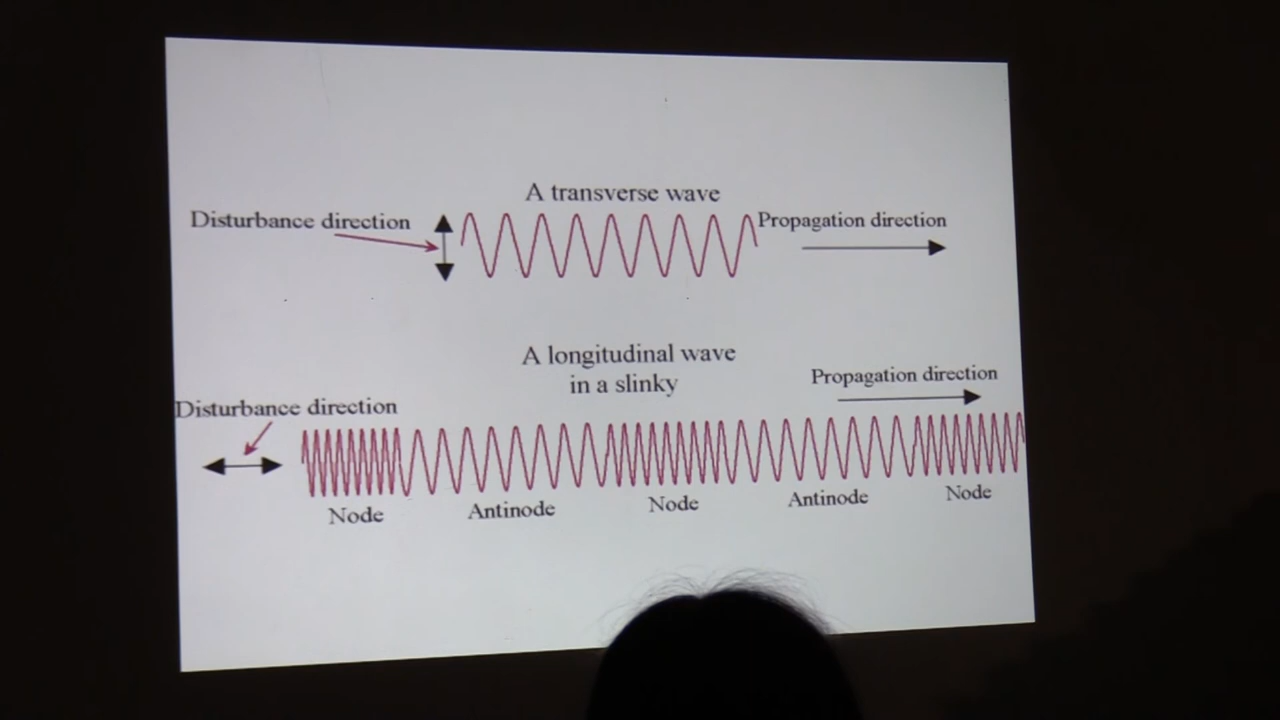 A transverse wave
Disturbance direction
Propagation direction
A longitudinal wave
in a slinky
Propagation direction
Disturbance direction
Node
Antinode
Node
Antinode
Node